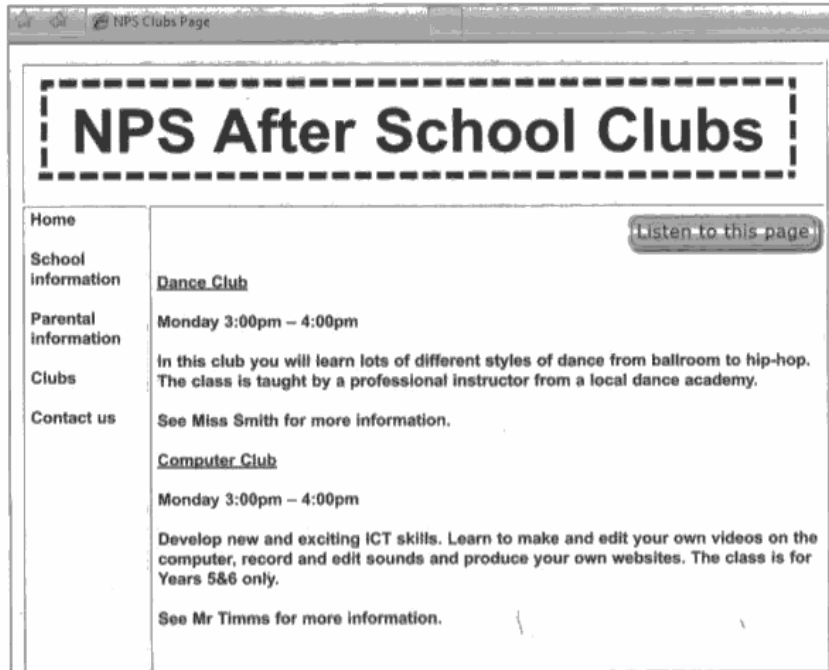 NPS Clubs Page
NPS After School Clubs
Home
School
information
Parental
information
Clubs
Contact us
Listen to this page
Dance Club
Monday 3:00pm – 4:00pm
In this club you will learn lots of different styles of dance from ballroom to hip-hop.
The class is taught by a professional instructor from a local dance academy.
See Miss Smith for more information.
Computer Club
Monday 3:00pm – 4:00pm
Develop new and exciting ICT skills. Learn to make and edit your own videos on the
computer, record and edit sounds and produce your own websites. The class is for
Years 5&6 only.
See Mr Timms for more information.